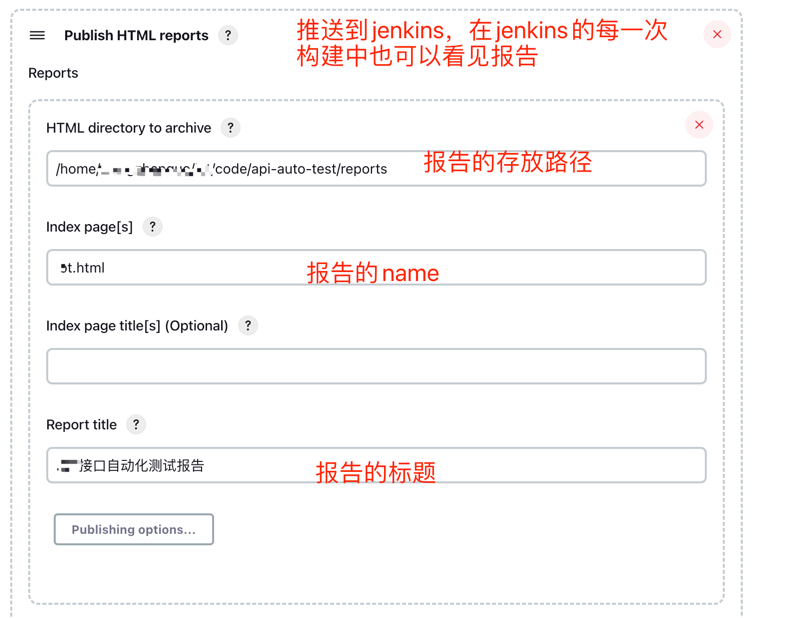 Publish HTML reports ?
推送到jenkins，在jenkins的每一次
构建中也可以看见报告
Reports
HTML directory to archive ?
/home/ /code/api-auto-test/reports
报告的存放路径
Index page[s] ?
t.html
报告的name
Index page title[s] (Optional) ?
Report title ?
接口自动化测试报告
报告的标题
Publishing options...